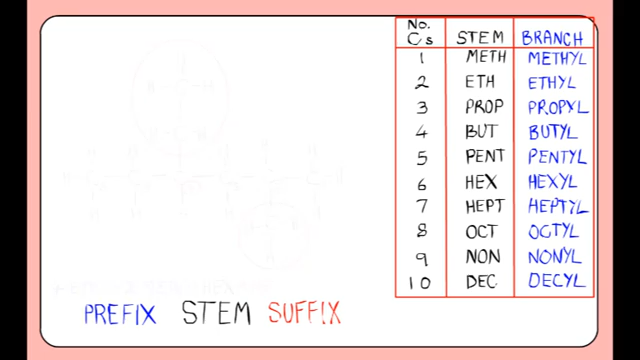 No. Cs STEM BRANCH
1 METH METHYL
2 ETH ETHYL
3 PROP PROPYL
4 BUT BUTYL
5 PENT PENTYL
6 HEX HEXYL
7 HEPT HEPTYL
8 OCT OCTYL
9 NON NONYL
10 DEC DECYL
PREFIX STEM SUFFIX